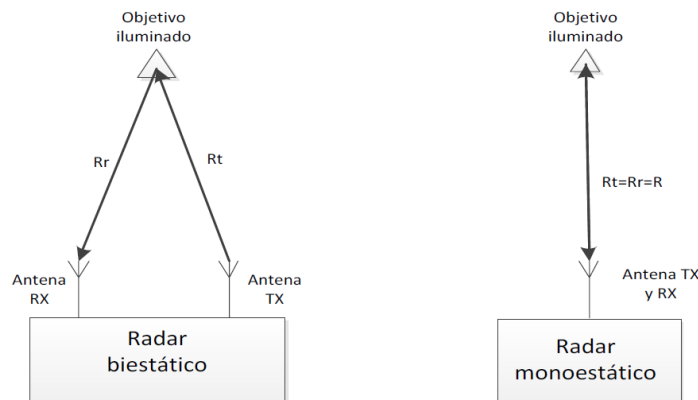 Objetivo
iluminado
Rr
Rt
Antena
RX
Antena
TX
Radar
biestático
Objetivo
iluminado
Rt=Rr=R
Antena TX
y RX
Radar
monoestático